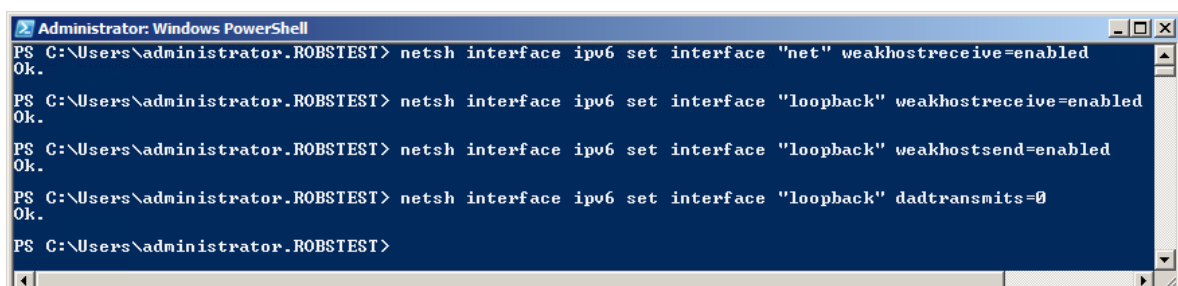 Administrator: Windows PowerShell
PS C:\Users\administrator.ROBSTEST> netsh interface ipv6 set interface "net" weakhostreceive=enabled
Ok.
PS C:\Users\administrator.ROBSTEST> netsh interface ipv6 set interface "loopback" weakhostreceive=enabled
Ok.
PS C:\Users\administrator.ROBSTEST> netsh interface ipv6 set interface "loopback" weakhostsend=enabled
Ok.
PS C:\Users\administrator.ROBSTEST> netsh interface ipv6 set interface "loopback" dadtransmits=0
Ok.
PS C:\Users\administrator.ROBSTEST>